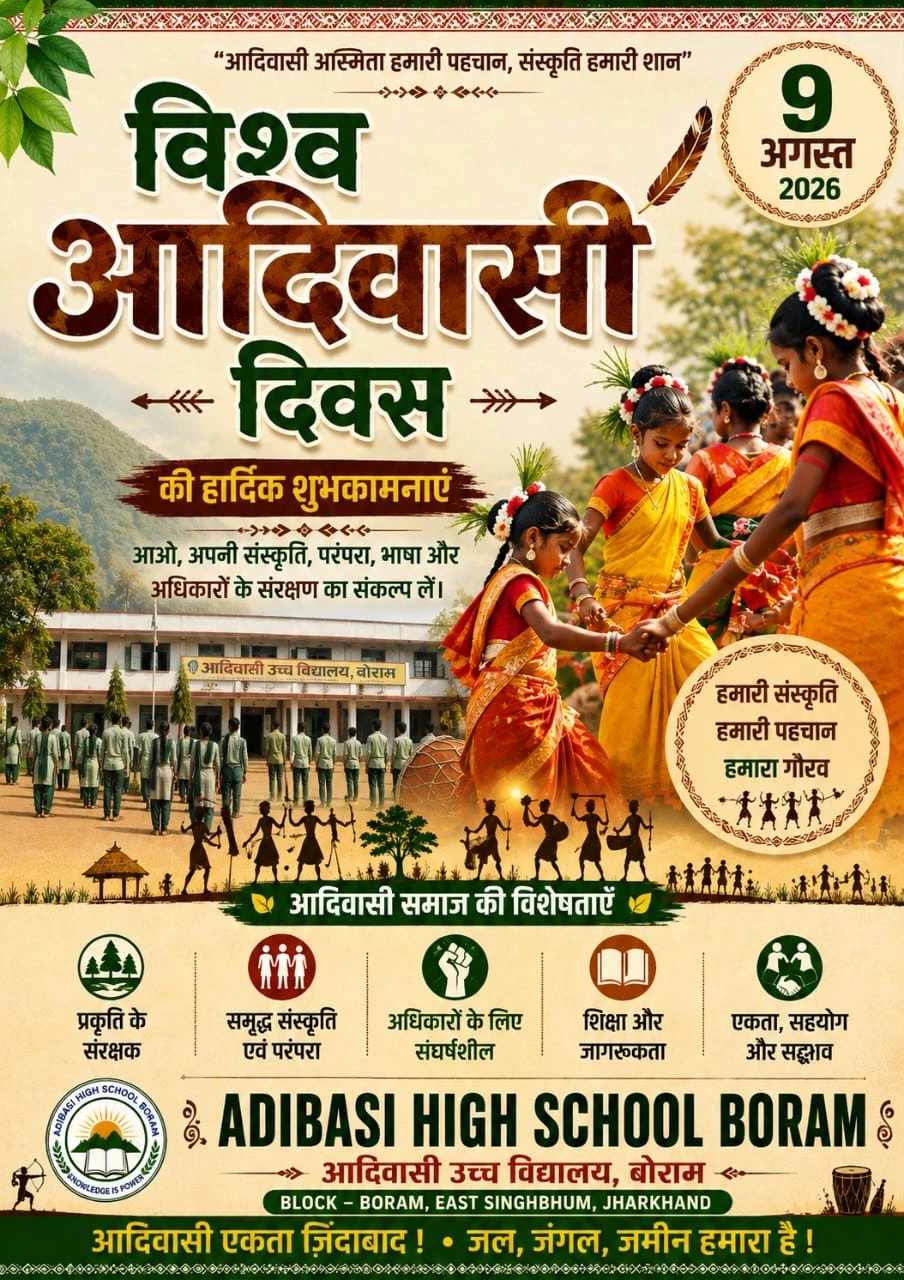 “आदिवासी अस्मिता हमारी पहचान, संस्कृति हमारी शान”
9
अगस्त
2026
विश्व
आदिवासी
दिवस
की हार्दिक शुभकामनाएं
आओ, अपनी संस्कृति, परंपरा, भाषा और
अधिकारों के संरक्षण का संकल्प लें।
आदिवासी उच्च विद्यालय, बोराम
हमारी संस्कृति
हमारी पहचान
हमारा गौरव
आदिवासी समाज की विशेषताएँ
प्रकृति के
संरक्षक
समृद्ध संस्कृति
एवं परंपरा
अधिकारों के लिए
संघर्षशील
शिक्षा और
जागरूकता
एकता, सहयोग
और सद्भाव
ADIBASI HIGH SCHOOL BORAM
KNOWLEDGE IS POWER
ADIBASI HIGH SCHOOL BORAM
आदिवासी उच्च विद्यालय, बोराम
BLOCK – BORAM, EAST SINGHBHUM, JHARKHAND
आदिवासी एकता ज़िंदाबाद ! • जल, जंगल, जमीन हमारा है !